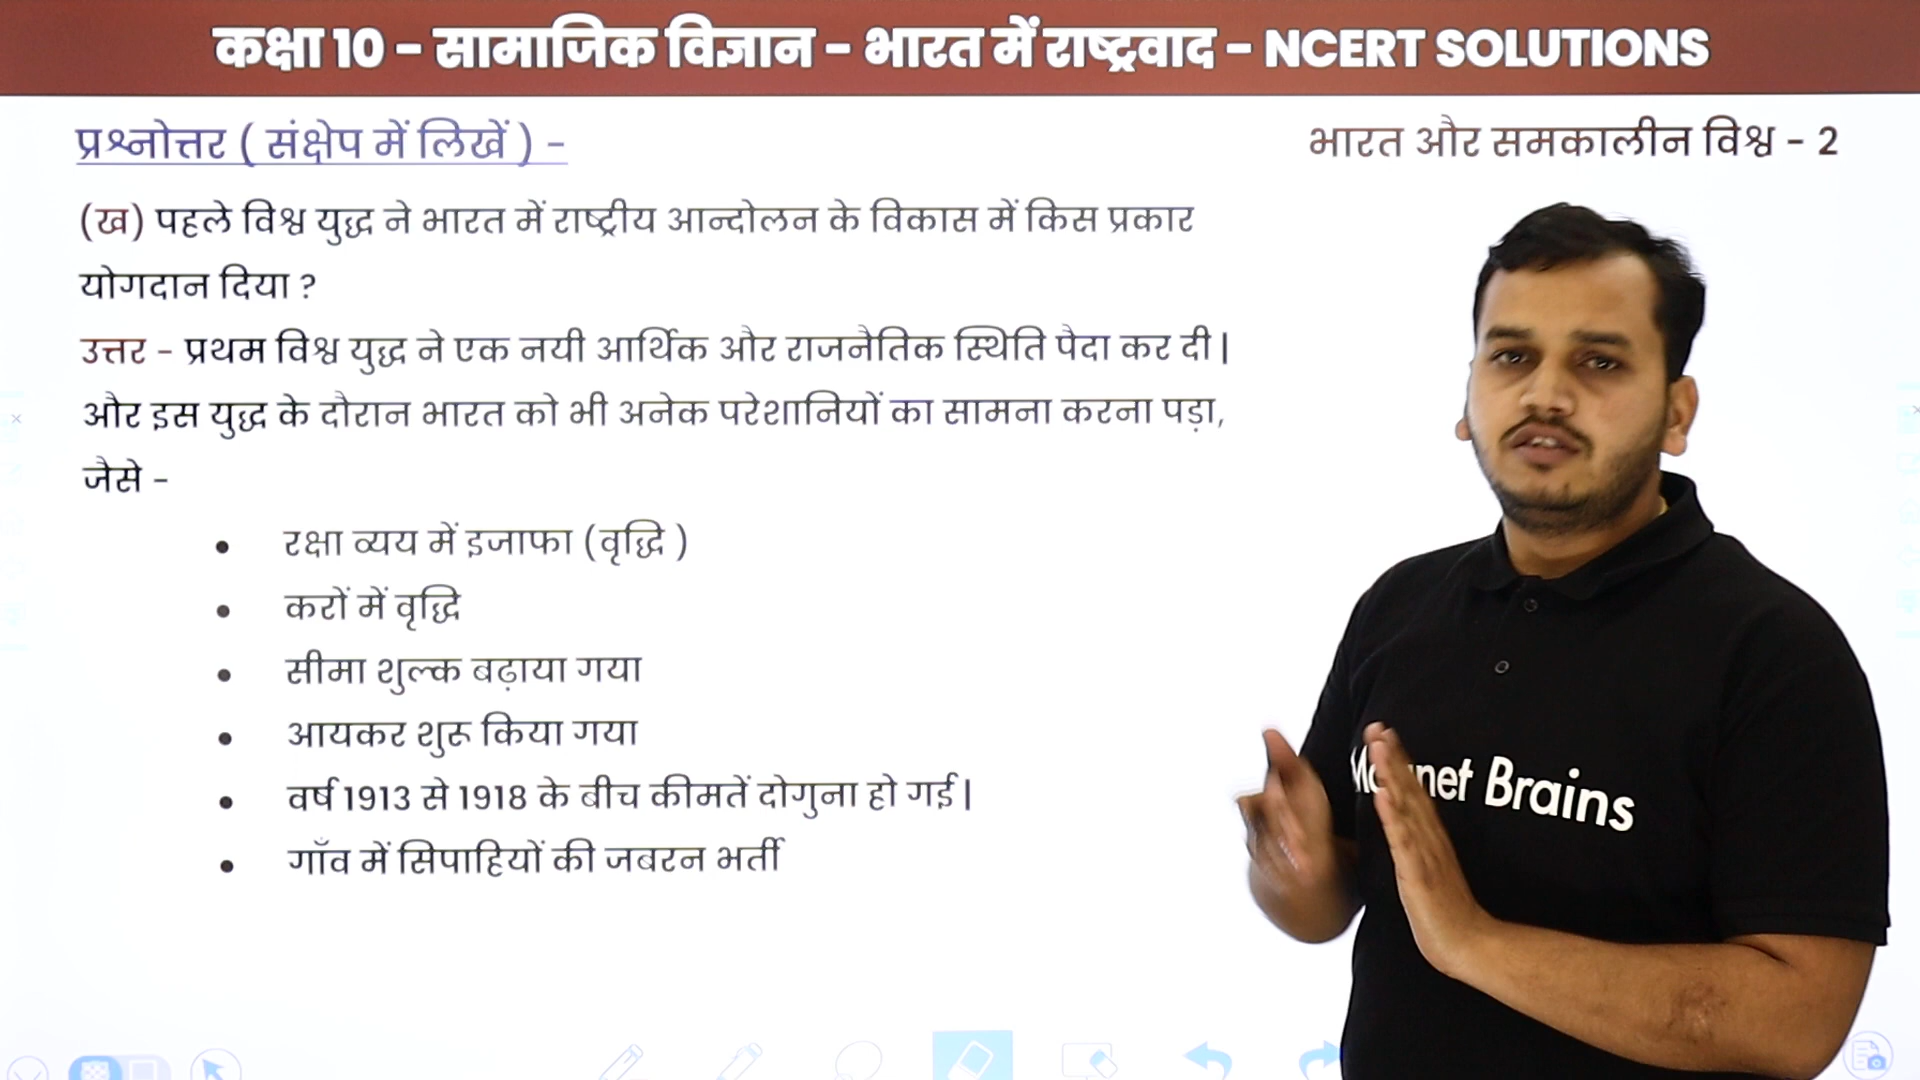 कक्षा 10 – सामाजिक विज्ञान – भारत में राष्ट्रवाद – NCERT SOLUTIONS
प्रश्नोत्तर ( संक्षेप में लिखें ) –
भारत और समकालीन विश्व - 2
(ख) पहले विश्व युद्ध ने भारत में राष्ट्रीय आन्दोलन के विकास में किस प्रकार
योगदान दिया ?
उत्तर - प्रथम विश्व युद्ध ने एक नयी आर्थिक और राजनैतिक स्थिति पैदा कर दी |
और इस युद्ध के दौरान भारत को भी अनेक परेशानियों का सामना करना पड़ा,
जैसे -
• रक्षा व्यय में इजाफा (वृद्धि )
• करों में वृद्धि
• सीमा शुल्क बढ़ाया गया
• आयकर शुरू किया गया
• वर्ष 1913 से 1918 के बीच कीमतें दोगुना हो गई |
• गाँव में सिपाहियों की जबरन भर्ती
Brains